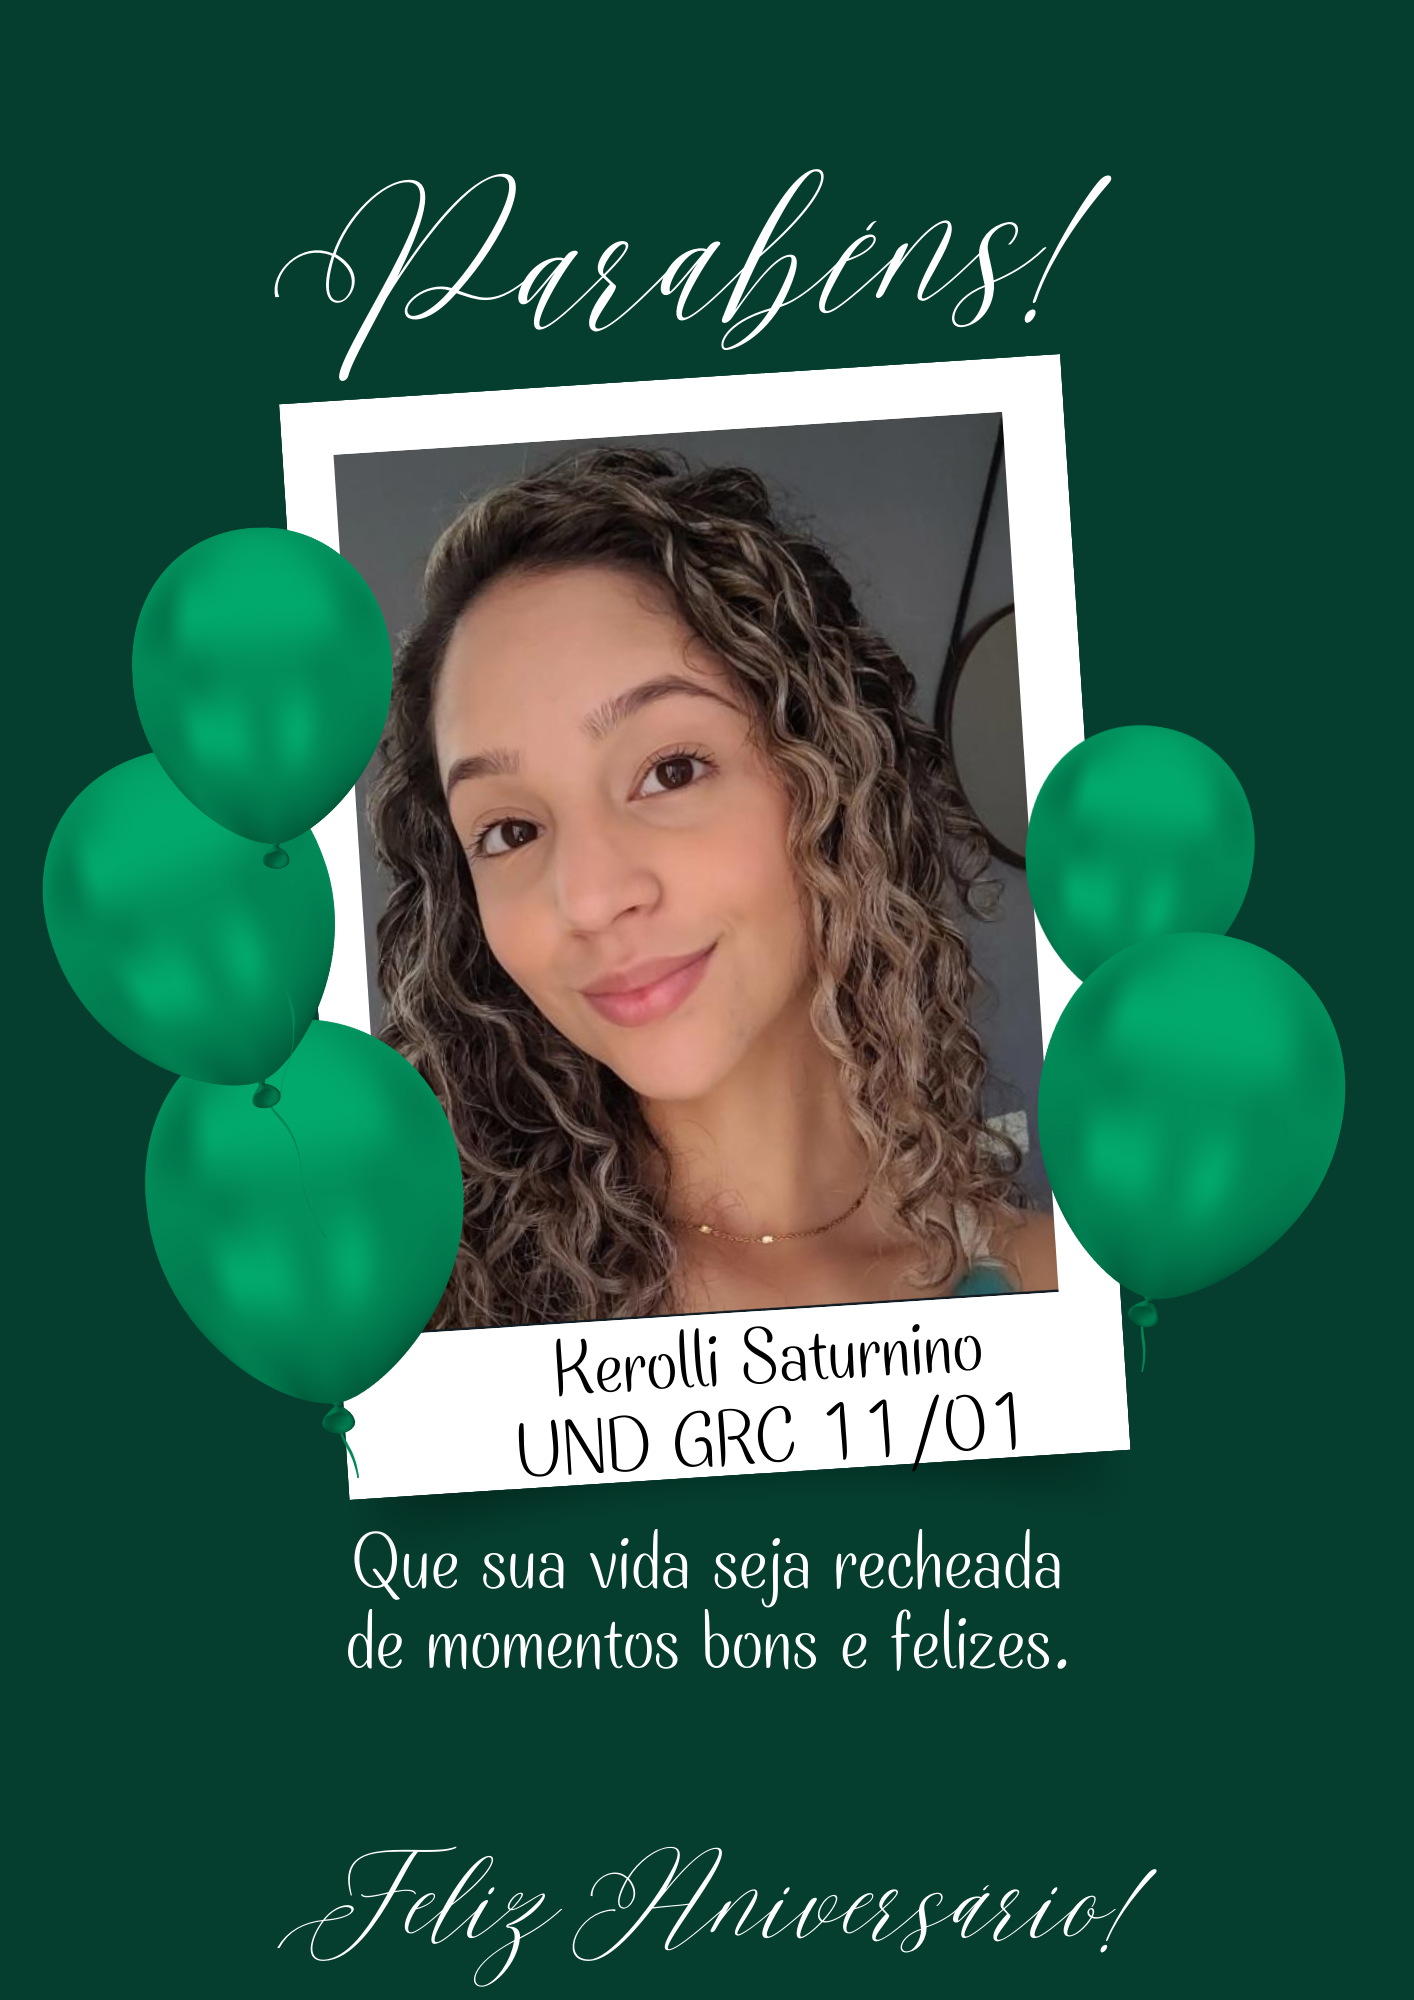 Parabéns!
Kerolli Saturnino
UND GRC 11/01
Que sua vida seja recheada
de momentos bons e felizes.
Feliz Aniversário!